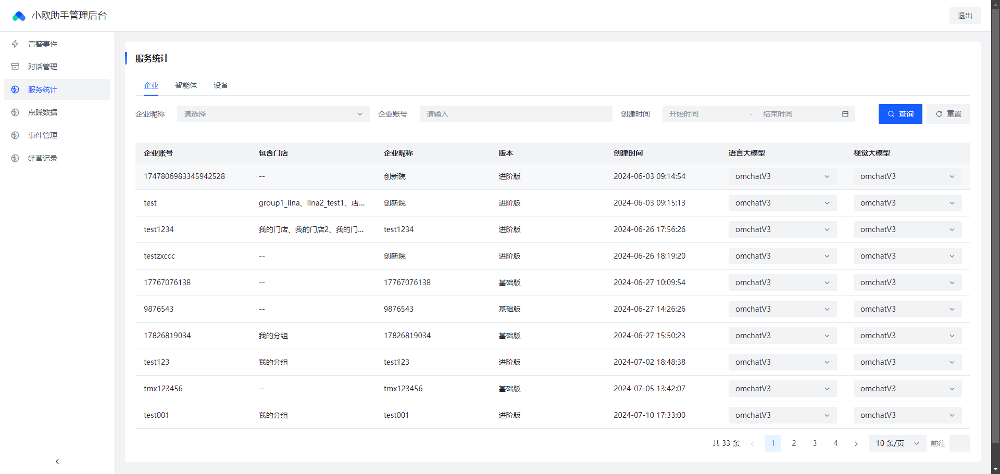 小欧助手管理后台
退出
告警事件
对话管理
服务统计
点踩数据
事件管理
经营记录
服务统计
企业 智能体 设备
企业昵称 请选择 企业账号 请输入 创建时间 开始时间 - 结束时间 查询 重置
企业账号 包含门店 企业昵称 版本 创建时间 语言大模型 视觉大模型
1747806983345942528 -- 创新院 进阶版 2024-06-03 09:14:54 omchatV3 omchatV3
test group1_lina、lina2_test1、店... 创新院 进阶版 2024-06-03 09:15:13 omchatV3 omchatV3
test1234 我的门店、我的门店2、我的门... test1234 进阶版 2024-06-26 17:56:26 omchatV3 omchatV3
testzxccc -- 创新院 进阶版 2024-06-26 18:19:20 omchatV3 omchatV3
17767076138 -- 17767076138 基础版 2024-06-27 10:09:54 omchatV3 omchatV3
9876543 -- 9876543 基础版 2024-06-27 14:26:26 omchatV3 omchatV3
17826819034 我的分组 17826819034 基础版 2024-06-27 15:50:23 omchatV3 omchatV3
test123 我的分组 test123 进阶版 2024-07-02 18:48:38 omchatV3 omchatV3
tmx123456 -- tmx123456 基础版 2024-07-05 13:42:07 omchatV3 omchatV3
test001 我的分组 test001 进阶版 2024-07-10 17:33:00 omchatV3 omchatV3
共 33 条 1 2 3 4 10 条/页 前往